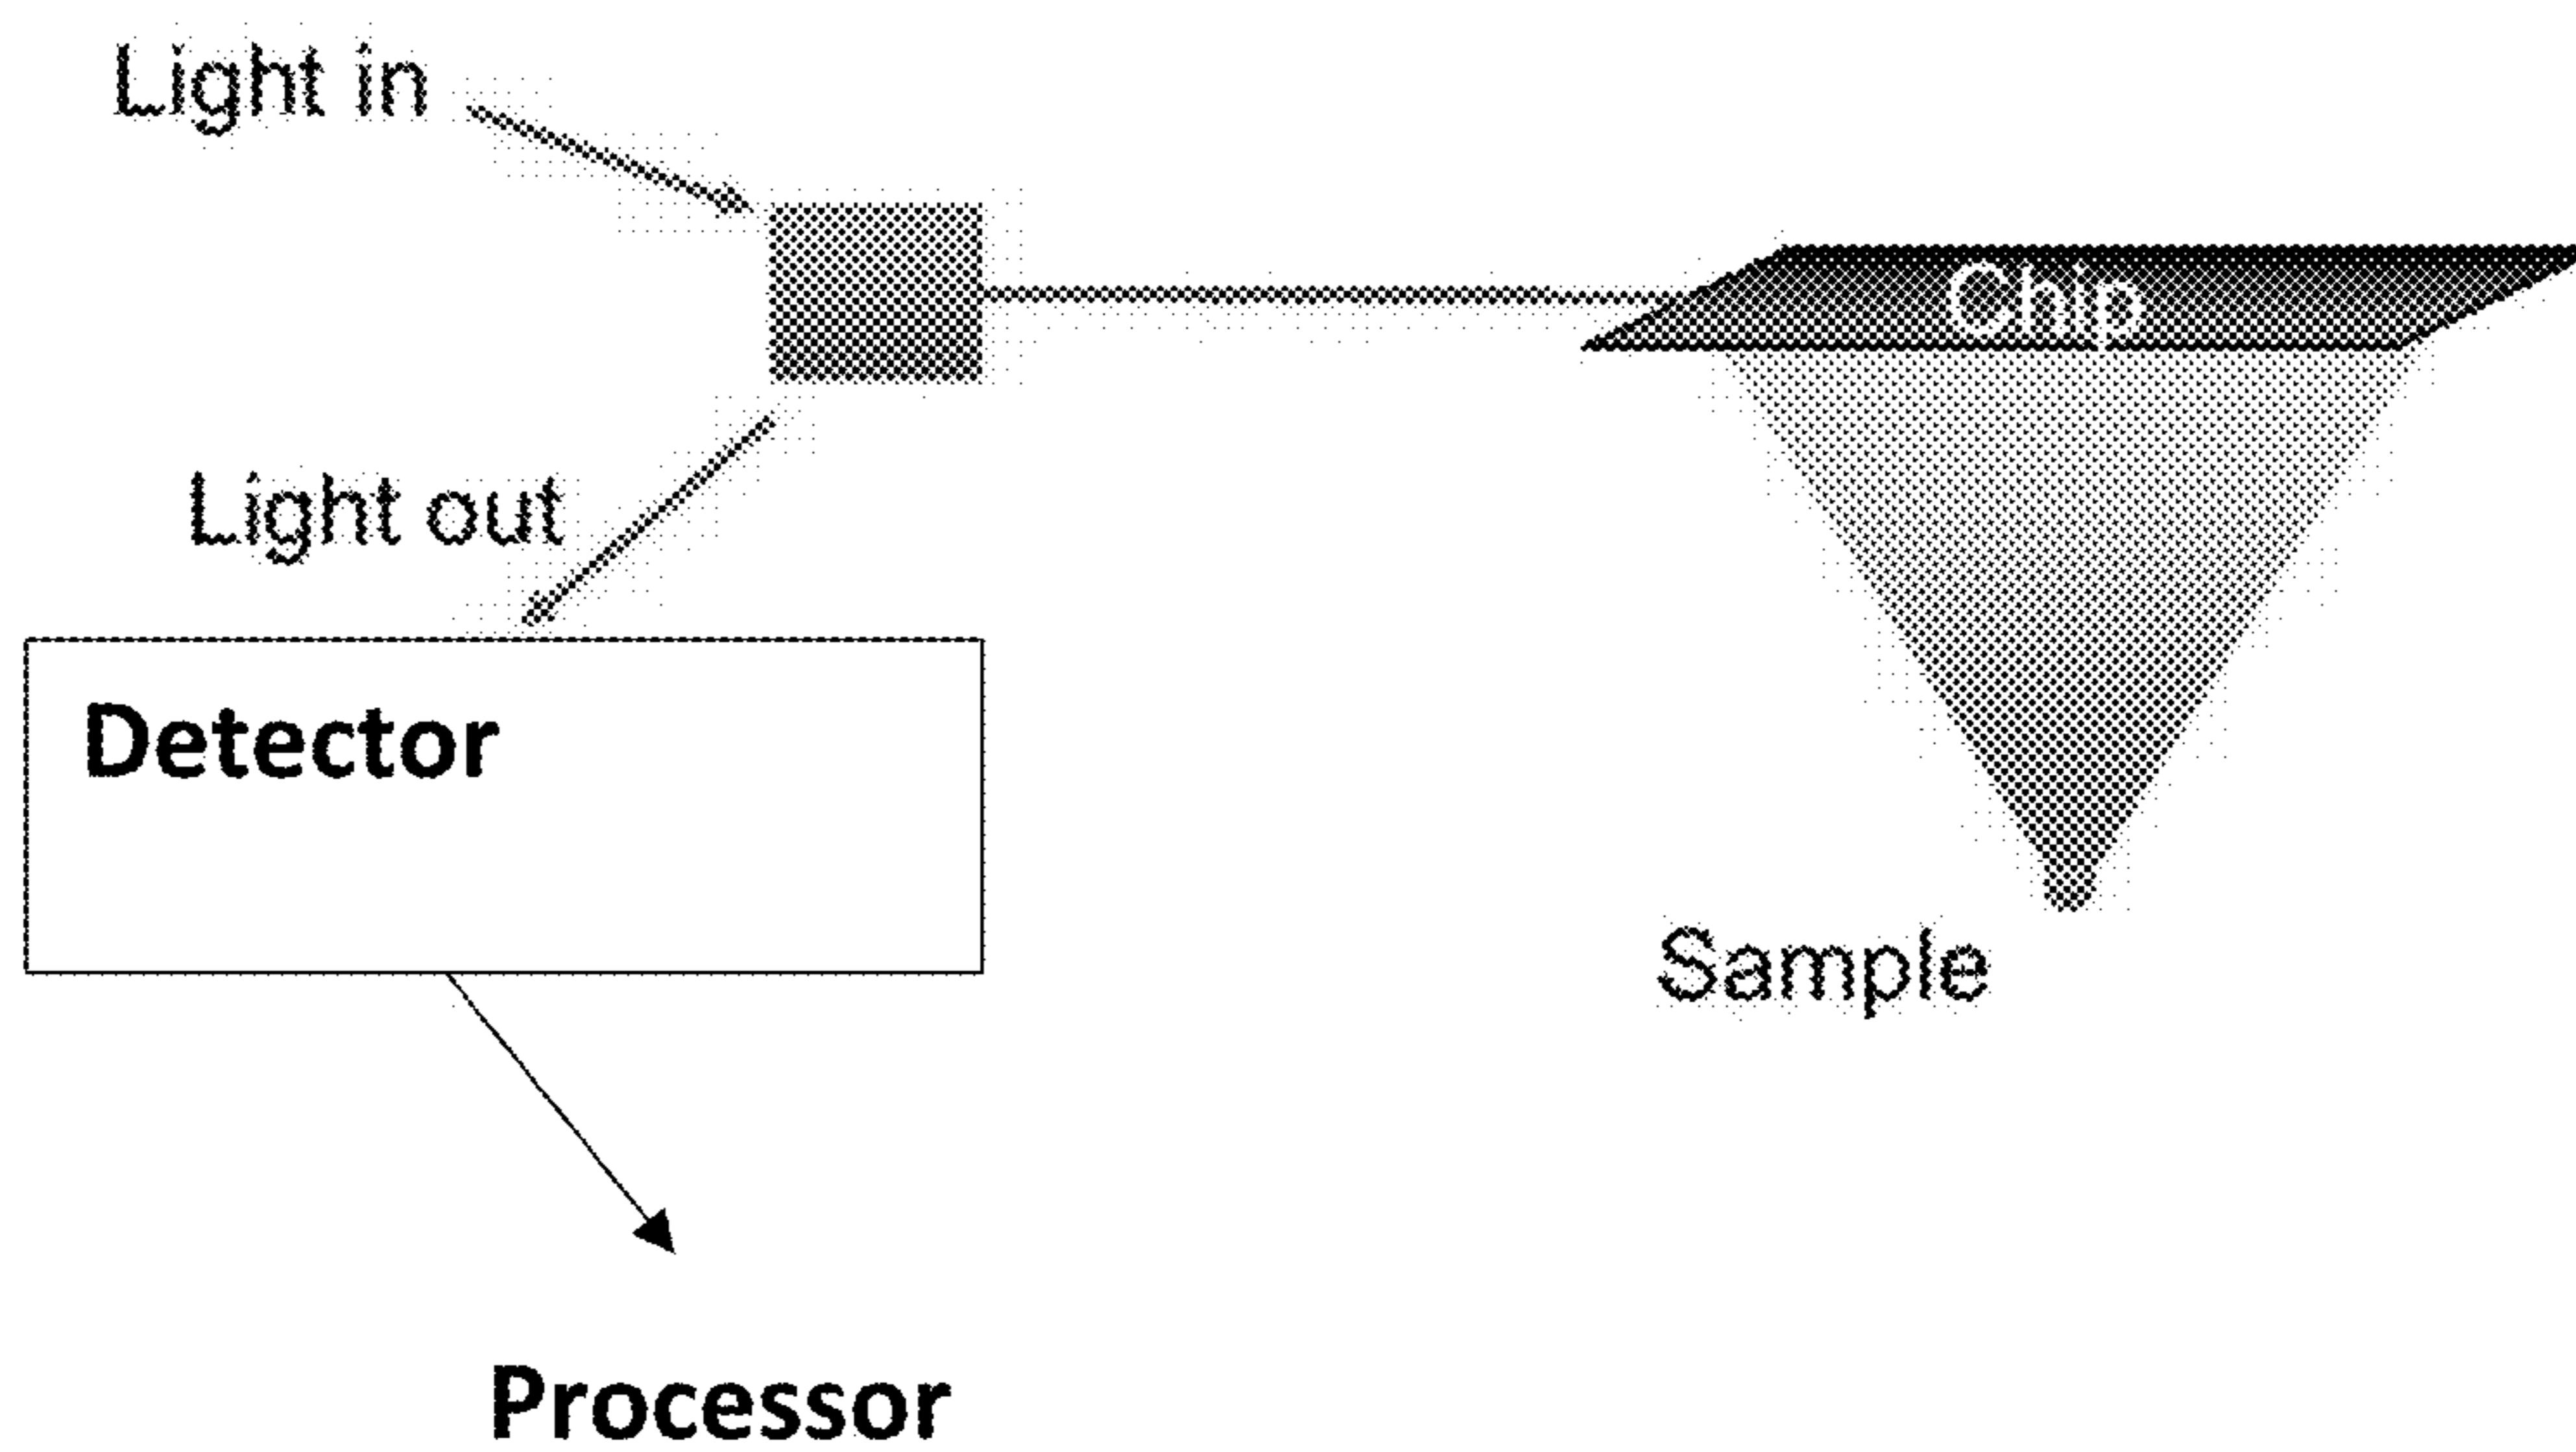 Light in
Chip
Light out
Detector
Sample
Processor